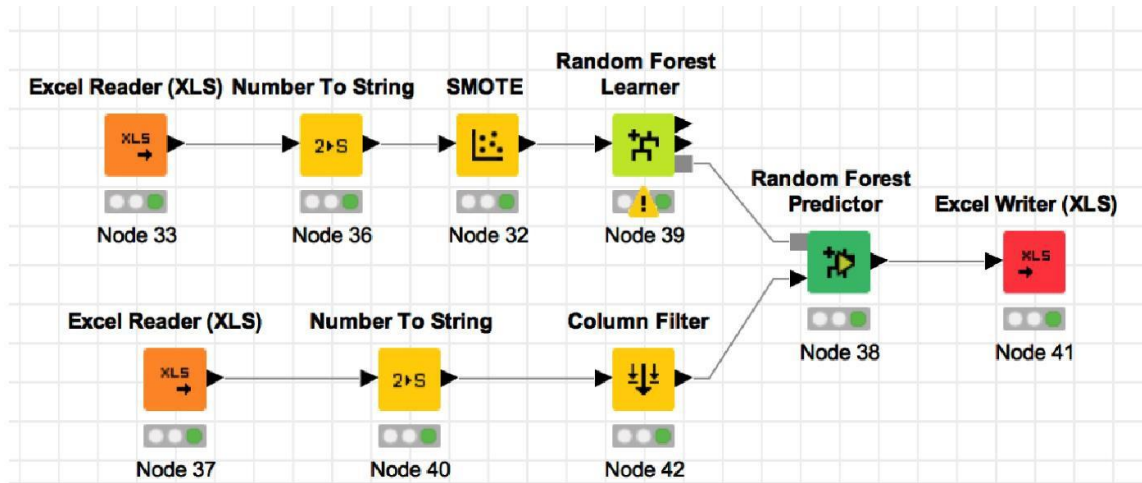 Random Forest
Excel Reader (XLS) Number To String SMOTE Learner
XLS 2 S
Random Forest
Node 33 Node 36 Node 32 Node 39 Predictor Excel Writer (XLS)
XLS
Excel Reader (XLS) Number To String Column Filter
Node 38 Node 41
XLS 2 S
Node 37 Node 40 Node 42